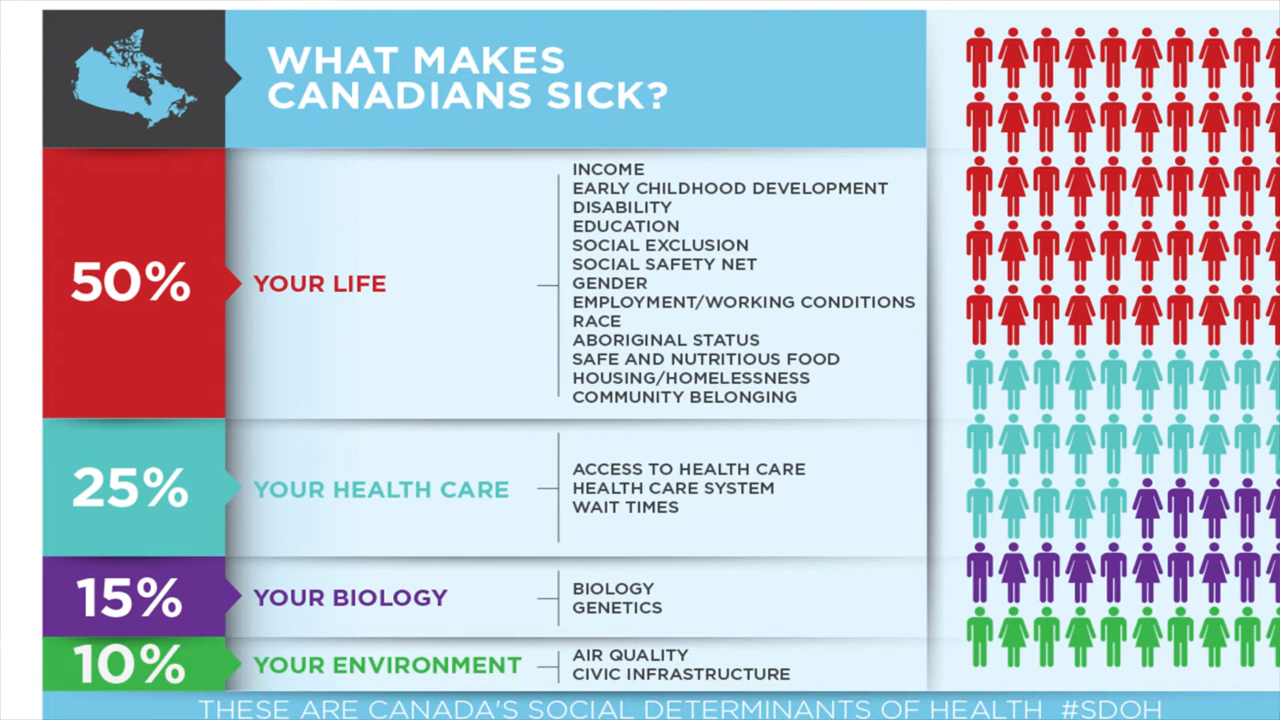 WHAT MAKES
CANADIANS SICK?
50%
YOUR LIFE
INCOME
EARLY CHILDHOOD DEVELOPMENT
DISABILITY
EDUCATION
SOCIAL EXCLUSION
SOCIAL SAFETY NET
GENDER
EMPLOYMENT/WORKING CONDITIONS
RACE
ABORIGINAL STATUS
SAFE AND NUTRITIOUS FOOD
HOUSING/HOMELESSNESS
COMMUNITY BELONGING
25%
YOUR HEALTH CARE
ACCESS TO HEALTH CARE
HEALTH CARE SYSTEM
WAIT TIMES
15%
YOUR BIOLOGY
BIOLOGY
GENETICS
10%
YOUR ENVIRONMENT
AIR QUALITY
CIVIC INFRASTRUCTURE
THESE ARE CANADA'S SOCIAL DETERMINANTS OF HEALTH #SDOH